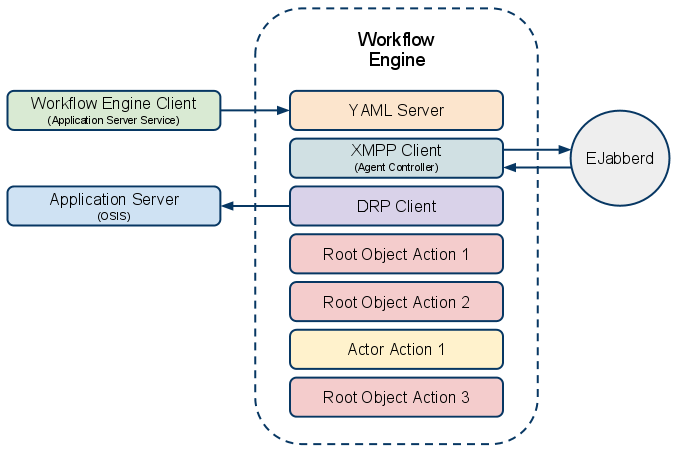 Workflow
Engine
Workflow Engine Client
(Application Server Service)
YAML Server
XMPP Client
(Agent Controller)
EJabberd
Application Server
(OSIS)
DRP Client
Root Object Action 1
Root Object Action 2
Actor Action 1
Root Object Action 3